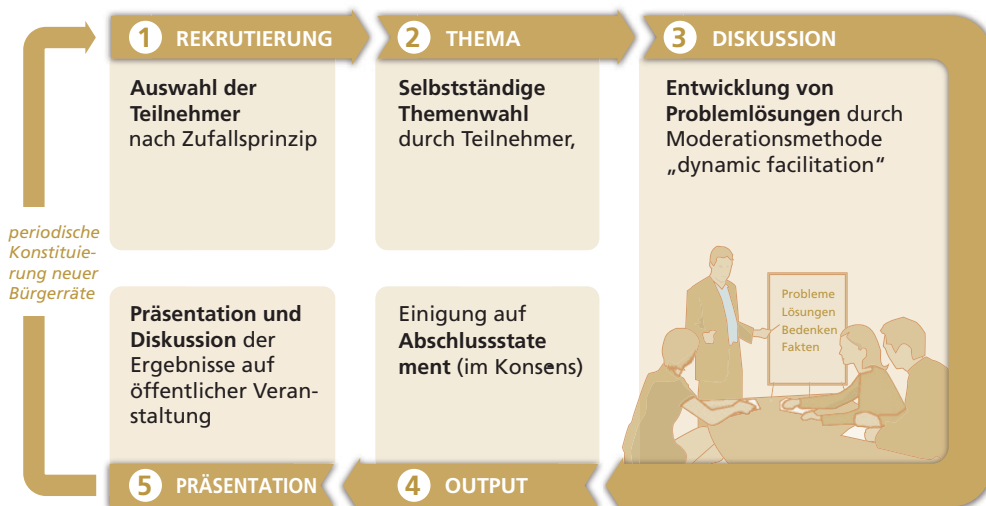 1 REKRUTIERUNG
Auswahl der
Teilnehmer
nach Zufallsprinzip
2 THEMA
Selbstständige
Themenwahl
durch Teilnehmer,
3 DISKUSSION
Entwicklung von
Problemlösungen durch
Moderationsmethode
„dynamic facilitation“
Probleme
Lösungen
Bedenken
Fakten
Einigung auf
Abschlussstate
ment (im Konsens)
4 OUTPUT
Präsentation und
Diskussion der
Ergebnisse auf
öffentlicher Veran-
staltung
5 PRÄSENTATION
periodische
Konstituie-
rung neuer
Bürgerräte